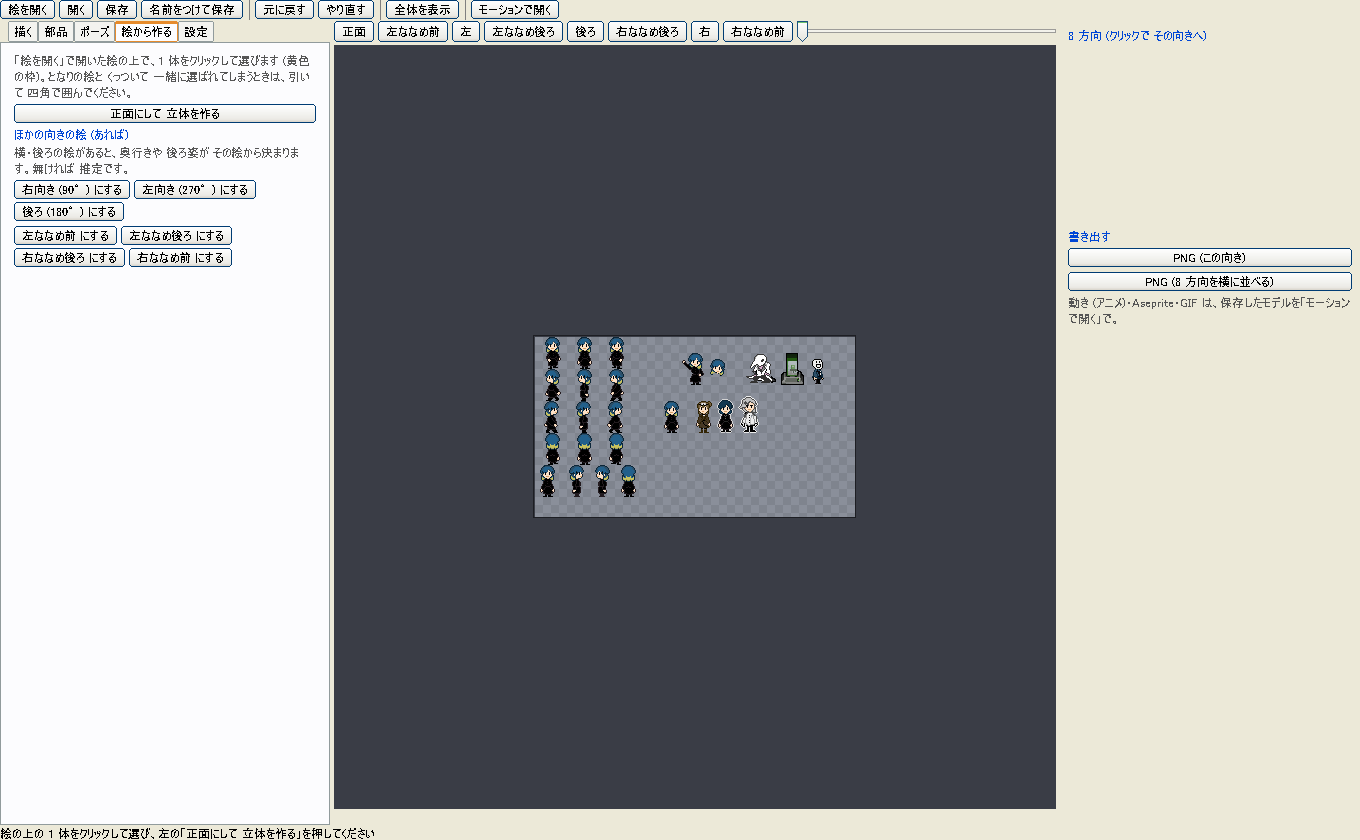 絵を開く 開く 保存 名前をつけて保存 元に戻す やり直す 全体を表示 モーションで開く
描く 部品 ポーズ 絵から作る 設定
正面 左ななめ前 左 左ななめ後ろ 後ろ 右ななめ後ろ 右 右ななめ前
8 方向 (クリックで その向きへ)
「絵を開く」で開いた絵の上で、1 体をクリックして選びます (黄色
の枠)。となりの絵と くっついて 一緒に選ばれてしまうときは、引い
て 四角で囲んでください。
正面にして 立体を作る
ほかの向きの絵 (あれば)
横・後ろの絵があると、奥行きや 後ろ姿が その絵から決まりま
す。無ければ 推定です。
右向き (90°) にする 左向き (270°) にする
後ろ (180°) にする
左ななめ前 にする 左ななめ後ろ にする
右ななめ後ろ にする 右ななめ前 にする
書き出す
PNG (この向き)
PNG (8 方向を横に並べる)
動き (アニメ)・Aseprite・GIF は、保存したモデルを「モーション
で開く」で。
絵の上の 1 体をクリックして選び、左の「正面にして 立体を作る」を押してください